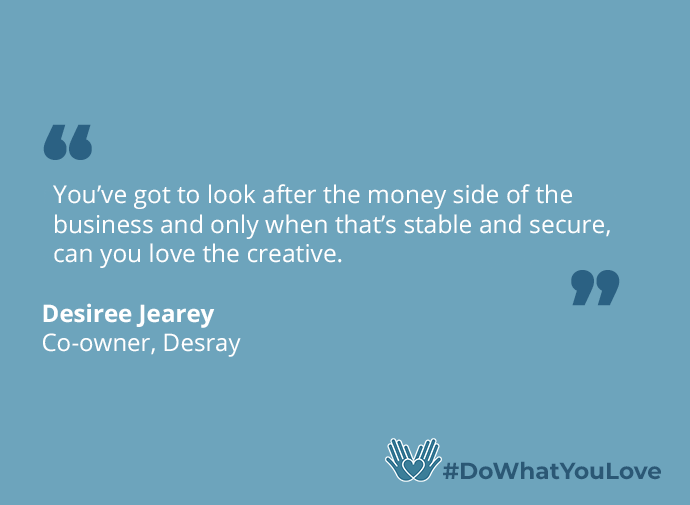 “
You’ve got to look after the money side of the
business and only when that’s stable and secure,
can you love the creative.
”
Desiree Jearey
Co-owner, Desray
#DoWhatYouLove